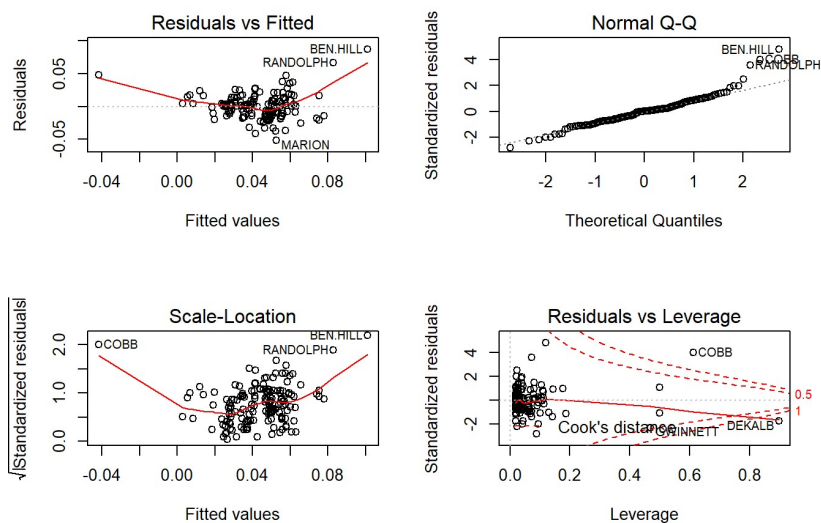 Residuals vs Fitted
Residuals
0.05
-0.05
BEN.HILL
RANDOLPH
MARION
-0.04
0.00
0.04
0.08
Fitted values
Normal Q-Q
Standardized residuals
4
2
0
-2
BEN.HILL
COBB
RANDOLPH
-2
-1
0
1
2
Theoretical Quantiles
Scale-Location
√|Standardized residuals|
2.0
1.0
0.0
COBB
BEN.HILL
RANDOLPH
-0.04
0.00
0.04
0.08
Fitted values
Residuals vs Leverage
Standardized residuals
4
2
0
-2
COBB
0.5
1
Cook's distance
DEKALB
GWINNETT
0.0
0.2
0.4
0.6
0.8
Leverage